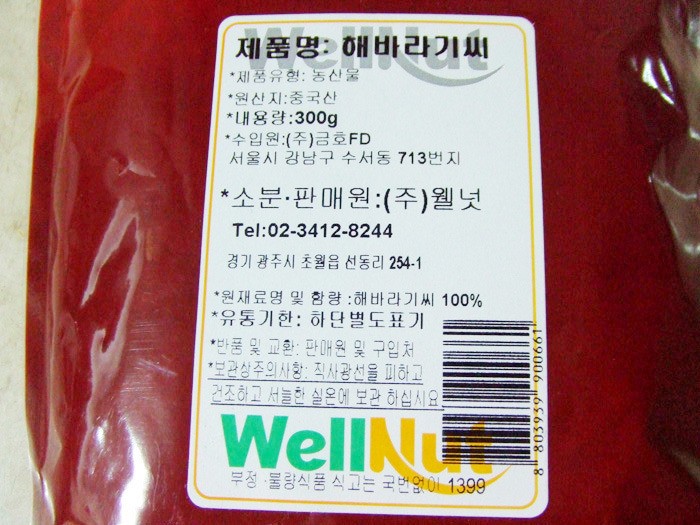 제품명: 해바라기씨
*제품유형: 농산물
*원산지:중국산
*내용량:300g
*수입원:(주)금호FD
서울시 강남구 수서동 713번지
*소분·판매원:(주)웰넛
Tel:02-3412-8244
경기 광주시 초월읍 선동리 254-1
*원재료명 및 함량 :해바라기씨 100%
*유통기한: 하단별도표기
*반품 및 교환: 판매원 및 구입처
*보관상주의사항: 직사광선을 피하고
건조하고 서늘한 실온에 보관 하십시요
WellNut
부정 ·불량식품 식고는 국번없이 1399
8 803939 900661
WellNut